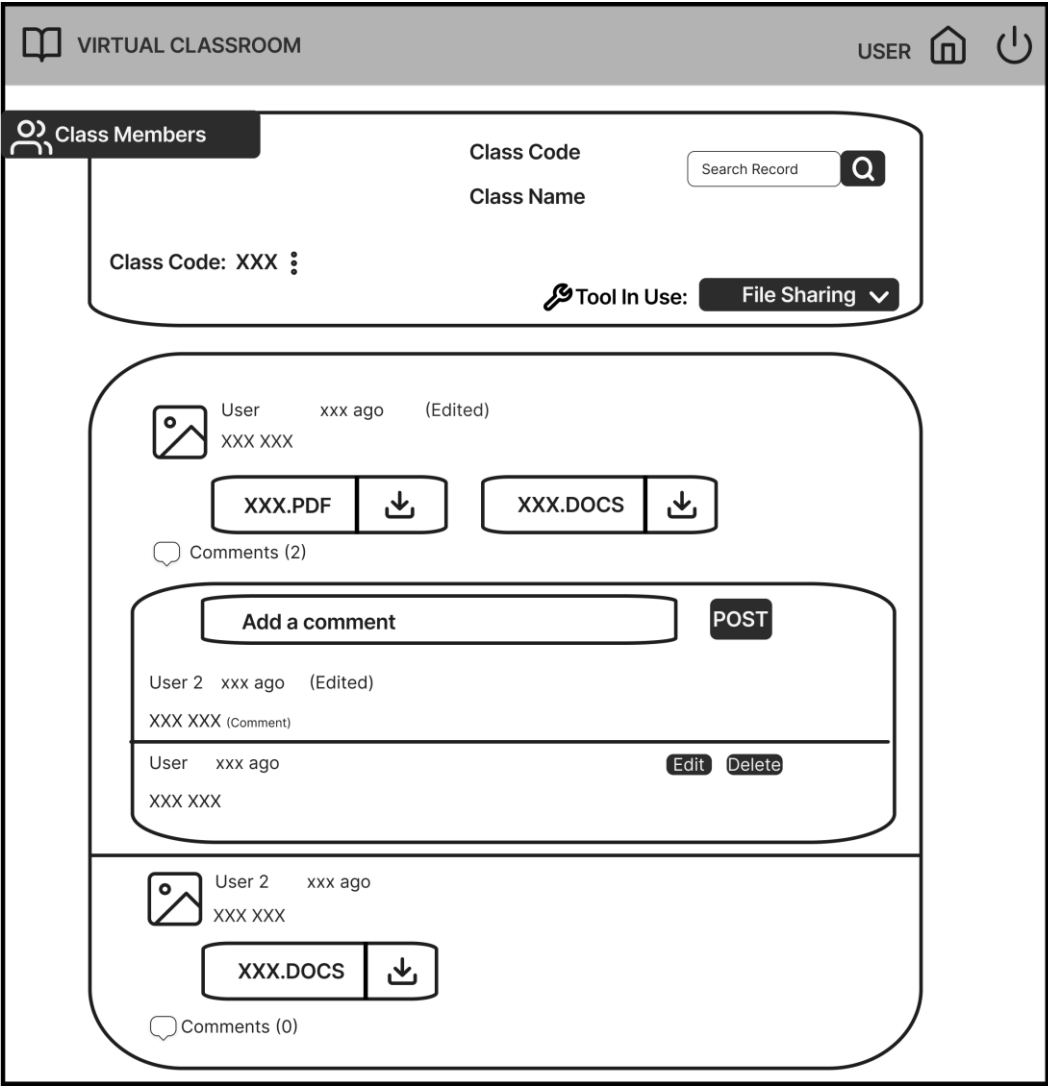 VIRTUAL CLASSROOM
USER
Class Members
Class Code
Search Record
Class Name
Class Code: XXX
Tool In Use: File Sharing
User xxx ago (Edited)
XXX XXX
XXX.PDF XXX.DOCS
Comments (2)
Add a comment POST
User 2 xxx ago (Edited)
XXX XXX (Comment)
User xxx ago Edit Delete
XXX XXX
User 2 xxx ago
XXX XXX
XXX.DOCS
Comments (0)